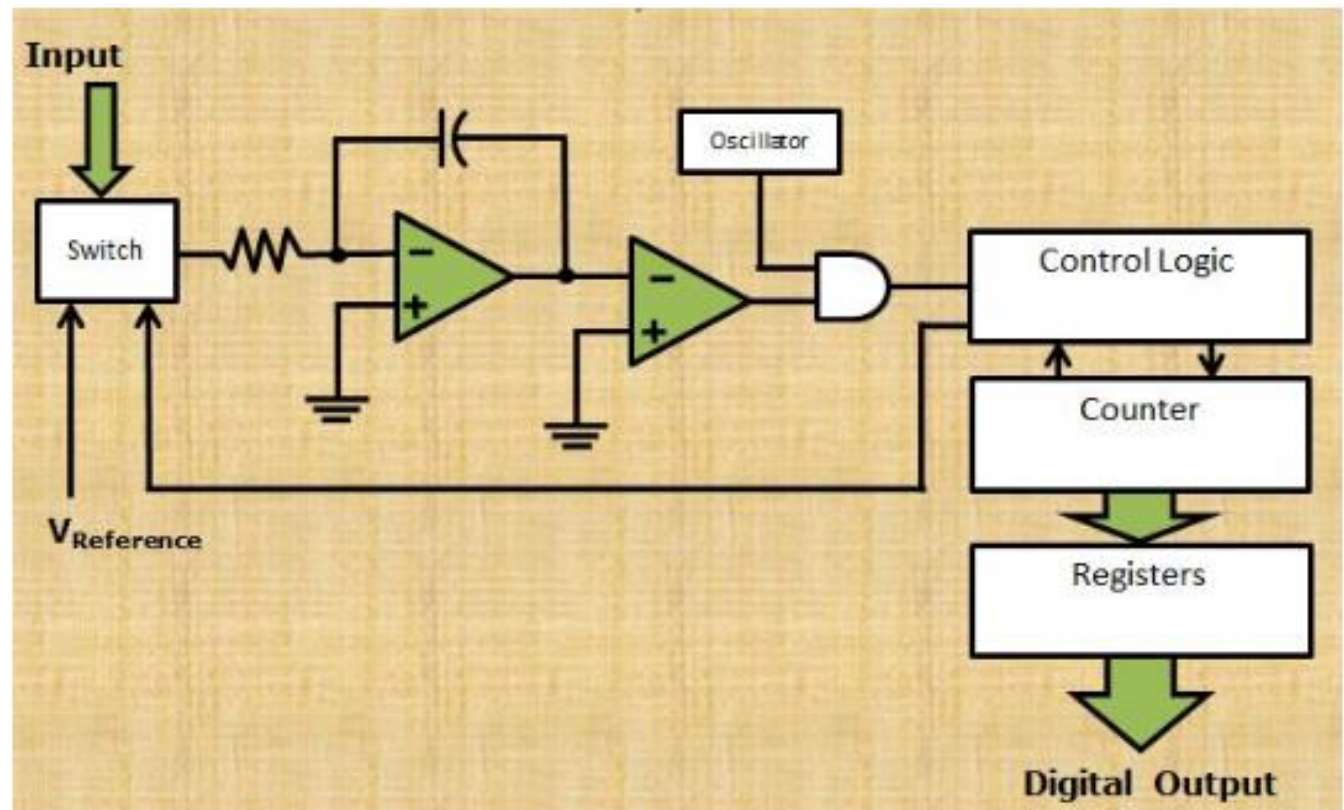 Input
Oscillator
Switch
Control Logic
− + − +
Counter
VReference
Registers
Digital Output